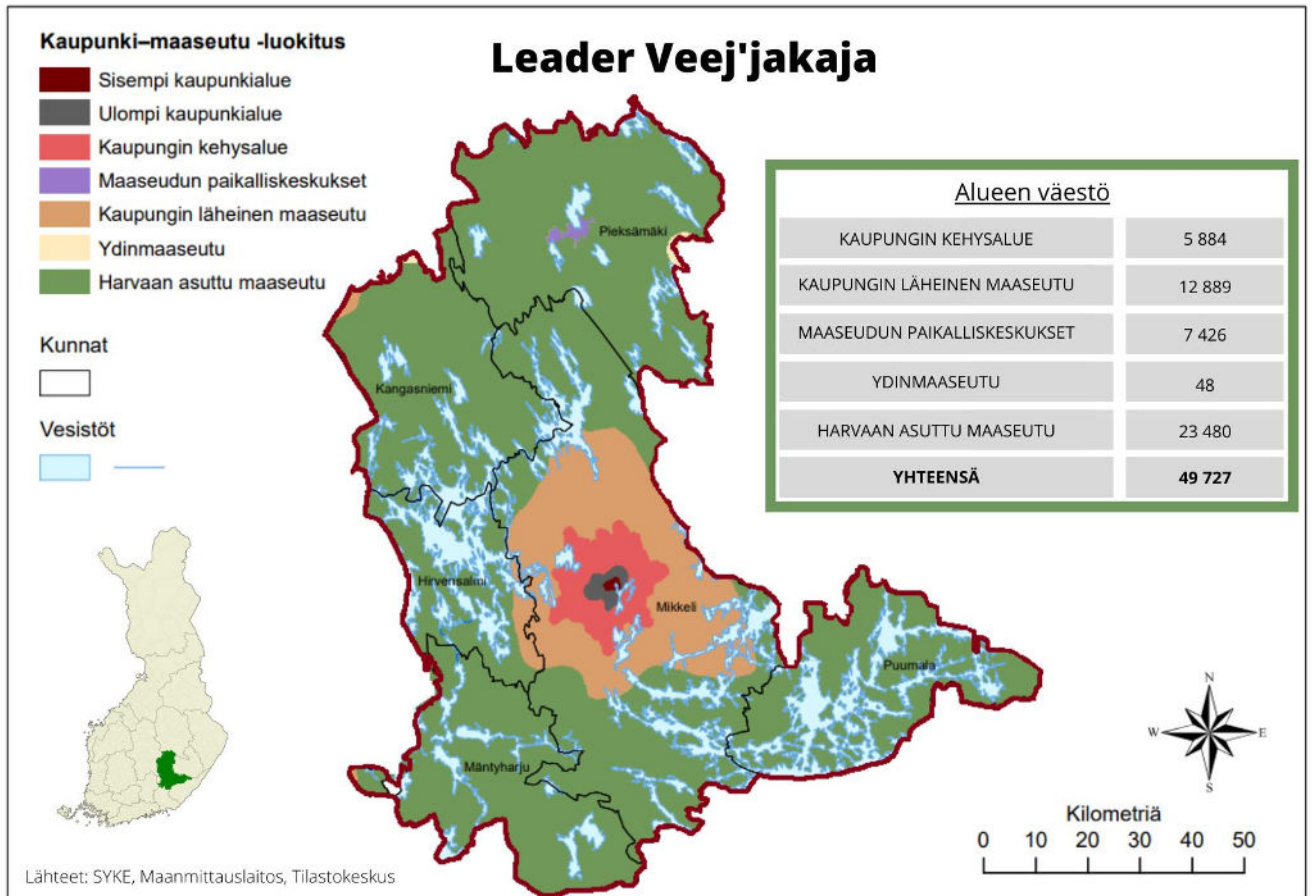 Leader Veej'jakaja
Kaupunki–maaseutu -luokitus
Sisempi kaupunkialue
Ulompi kaupunkialue
Kaupungin kehysalue
Maaseudun paikalliskeskukset
Kaupungin läheinen maaseutu
Ydinmaaseutu
Harvaan asuttu maaseutu
Kunnat
Vesistöt
Pieksämäki
Kangasniemi
Hirvensalmi
Mikkeli
Puumala
Mäntyharju
Alueen väestö
KAUPUNGIN KEHYSALUE 5 884
KAUPUNGIN LÄHEINEN MAASEUTU 12 889
MAASEUDUN PAIKALLISKESKUKSET 7 426
YDINMAASEUTU 48
HARVAAN ASUTTU MAASEUTU 23 480
YHTEENSÄ 49 727
N
W E
S
Kilometriä
0 10 20 30 40 50
Lähteet: SYKE, Maanmittauslaitos, Tilastokeskus